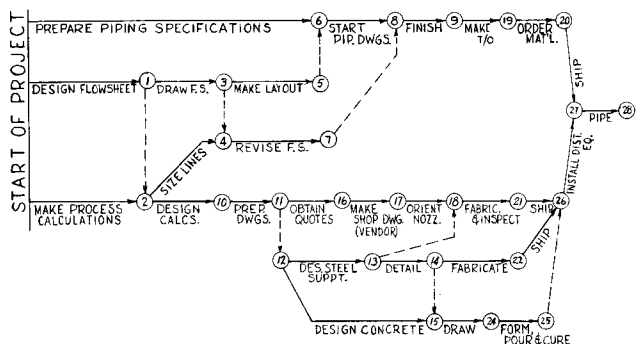 START OF PROJECT
PREPARE PIPING SPECIFICATIONS
6
START
PIP. DWGS.
8
FINISH
9
MAKE
T/O
19
ORDER
MAT'L.
20
SHIP
DESIGN FLOWSHEET
1
DRAW F.S.
3
MAKE LAYOUT
5
27
PIPE
28
SIZE LINES
4
REVISE F.S.
7
INSTALL DIST.
EQ.
MAKE PROCESS
CALCULATIONS
2
DESIGN
CALCS.
10
PREP.
DWGS.
11
OBTAIN
QUOTES
16
MAKE
SHOP DWG.
(VENDOR)
17
ORIENT
NOZZ.
18
FABRIC.
& INSPECT
21
SHIP
26
12
DES. STEEL
SUPPT.
13
DETAIL
14
FABRICATE
22
SHIP
DESIGN CONCRETE
15
DRAW
24
FORM,
POUR & CURE
25